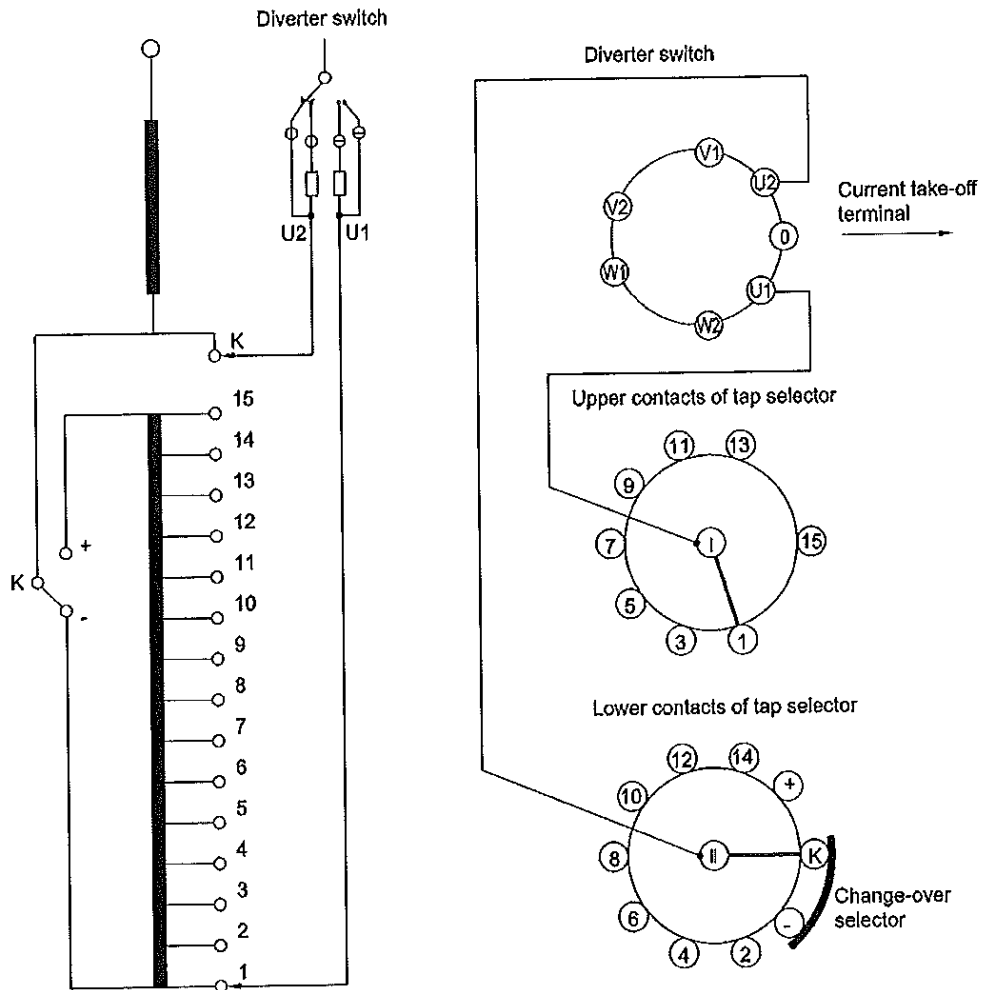 Diverter switch
U2
U1
K
15
14
13
12
11
10
9
8
7
6
5
4
3
2
1
+
K
-
Diverter switch
V1
U2
V2
0
W1
U1
W2
Current take-off
terminal
Upper contacts of tap selector
11
13
9
7
I
15
5
3
1
Lower contacts of tap selector
12
14
+
10
8
II
K
6
-
4
2
Change-over
selector